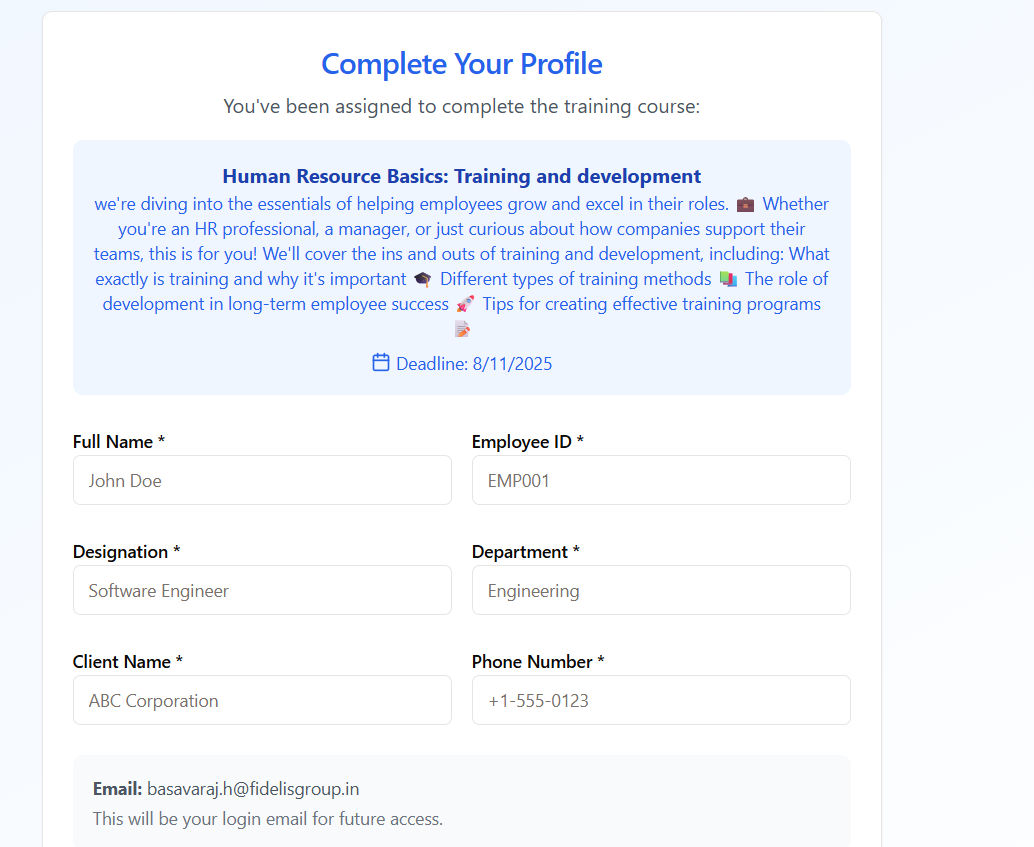 Complete Your Profile
You've been assigned to complete the training course:
Human Resource Basics: Training and development
we're diving into the essentials of helping employees grow and excel in their roles. 💼 Whether
you're an HR professional, a manager, or just curious about how companies support their
teams, this is for you! We'll cover the ins and outs of training and development, including: What
exactly is training and why it's important 🎓 Different types of training methods 📚 The role of
development in long-term employee success 🚀 Tips for creating effective training programs
📝
Deadline: 8/11/2025
Full Name * Employee ID *
John Doe EMP001
Designation * Department *
Software Engineer Engineering
Client Name * Phone Number *
ABC Corporation +1-555-0123
Email: basavaraj.h@fidelisgroup.in
This will be your login email for future access.